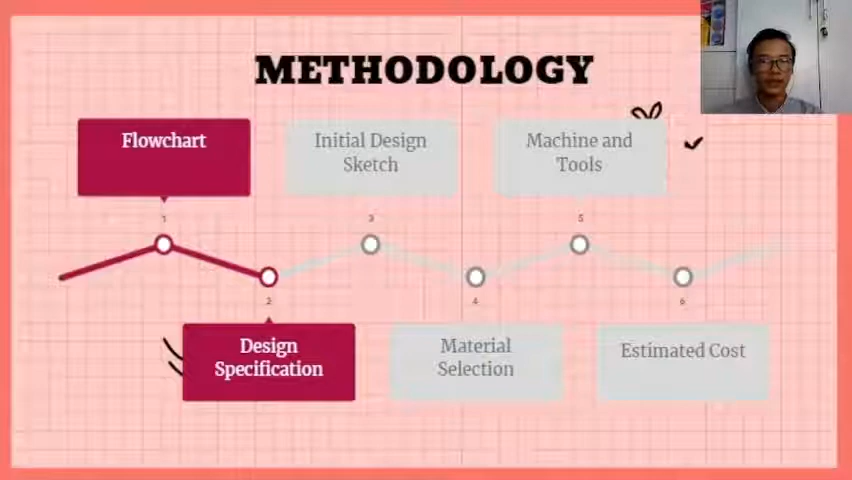 METHODOLOGY
Flowchart
Initial Design
Sketch
Machine and
Tools
1
3
5
2
4
6
Design
Specification
Material
Selection
Estimated Cost